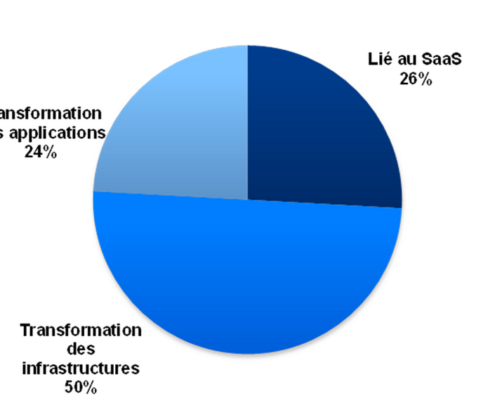 Lié au SaaS
26%
ansformation
s applications
24%
Transformation
des
infrastructures
50%